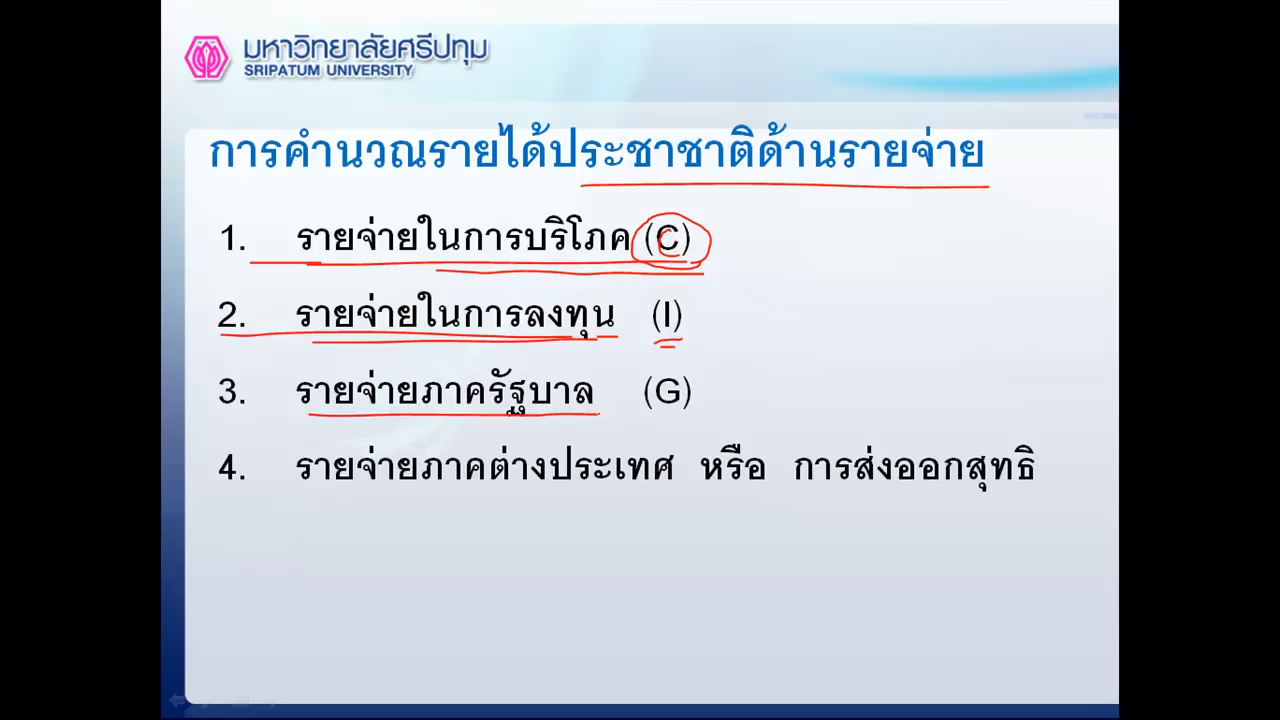 มหาวิทยาลัยศรีปทุม
SRIPATUM UNIVERSITY
การคำนวณรายได้ประชาชาติด้านรายจ่าย
1. รายจ่ายในการบริโภค (C)
2. รายจ่ายในการลงทุน (I)
3. รายจ่ายภาครัฐบาล (G)
4. รายจ่ายภาคต่างประเทศ หรือ การส่งออกสุทธิ